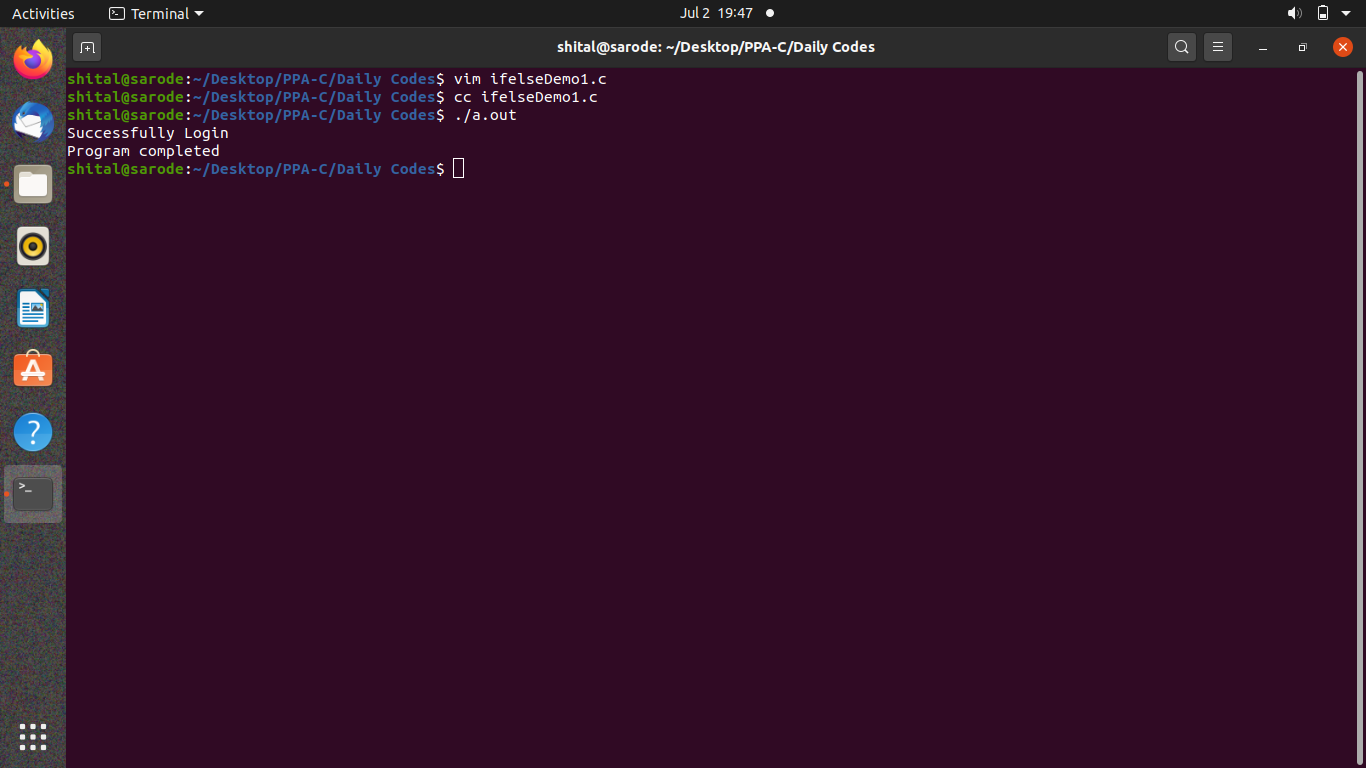 Activities Terminal Jul 2 19:47
shital@sarode: ~/Desktop/PPA-C/Daily Codes
shital@sarode:~/Desktop/PPA-C/Daily Codes$ vim ifelseDemo1.c
shital@sarode:~/Desktop/PPA-C/Daily Codes$ cc ifelseDemo1.c
shital@sarode:~/Desktop/PPA-C/Daily Codes$ ./a.out
Successfully Login
Program completed
shital@sarode:~/Desktop/PPA-C/Daily Codes$